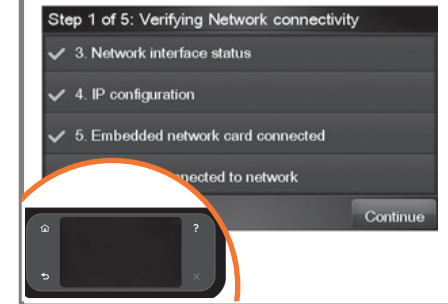 Step 1 of 5: Verifying Network connectivity
3. Network interface status
4. IP configuration
5. Embedded network card connected
nected to network
Continue
?